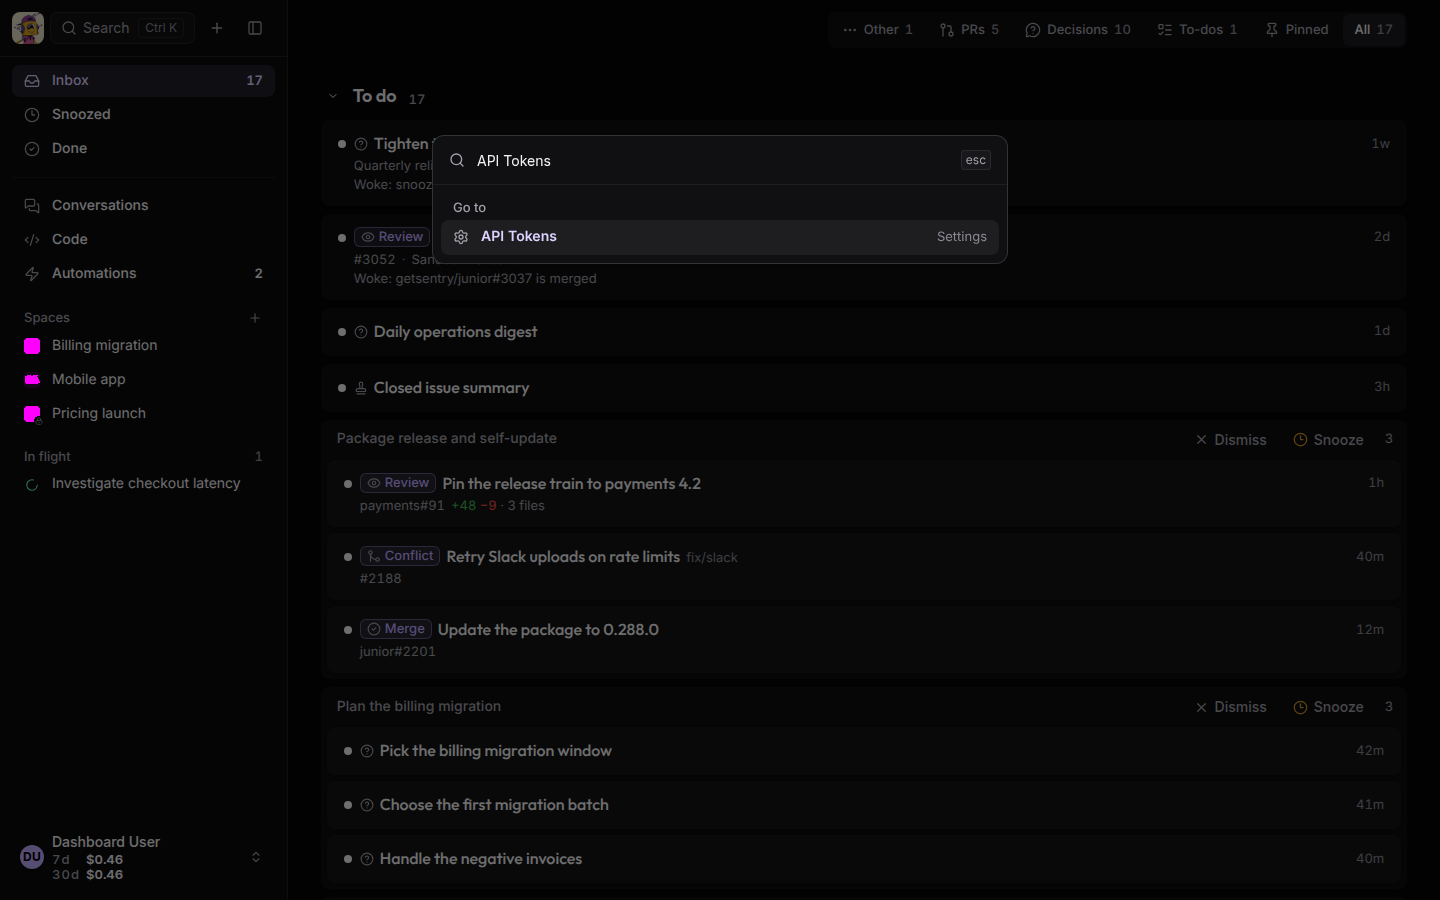 Search Ctrl K
Inbox 17
Snoozed
Done
Conversations
Code
Automations 2
Spaces
Billing migration
Mobile app
Pricing launch
In flight 1
Investigate checkout latency
Dashboard User
DU
7d $0.46
30d $0.46
Other 1 PRs 5 Decisions 10 To-dos 1 Pinned All 17
To do 17
Tighten 1w
Quarterly reli
Woke: snooz
API Tokens esc
Go to
API Tokens Settings
Review 2d
#3052 · San
Woke: getsentry/junior#3037 is merged
Daily operations digest 1d
Closed issue summary 3h
Package release and self-update Dismiss Snooze 3
Review Pin the release train to payments 4.2 1h
payments#91 +48 −9 · 3 files
Conflict Retry Slack uploads on rate limits fix/slack 40m
#2188
Merge Update the package to 0.288.0 12m
junior#2201
Plan the billing migration Dismiss Snooze 3
Pick the billing migration window 42m
Choose the first migration batch 41m
Handle the negative invoices 40m